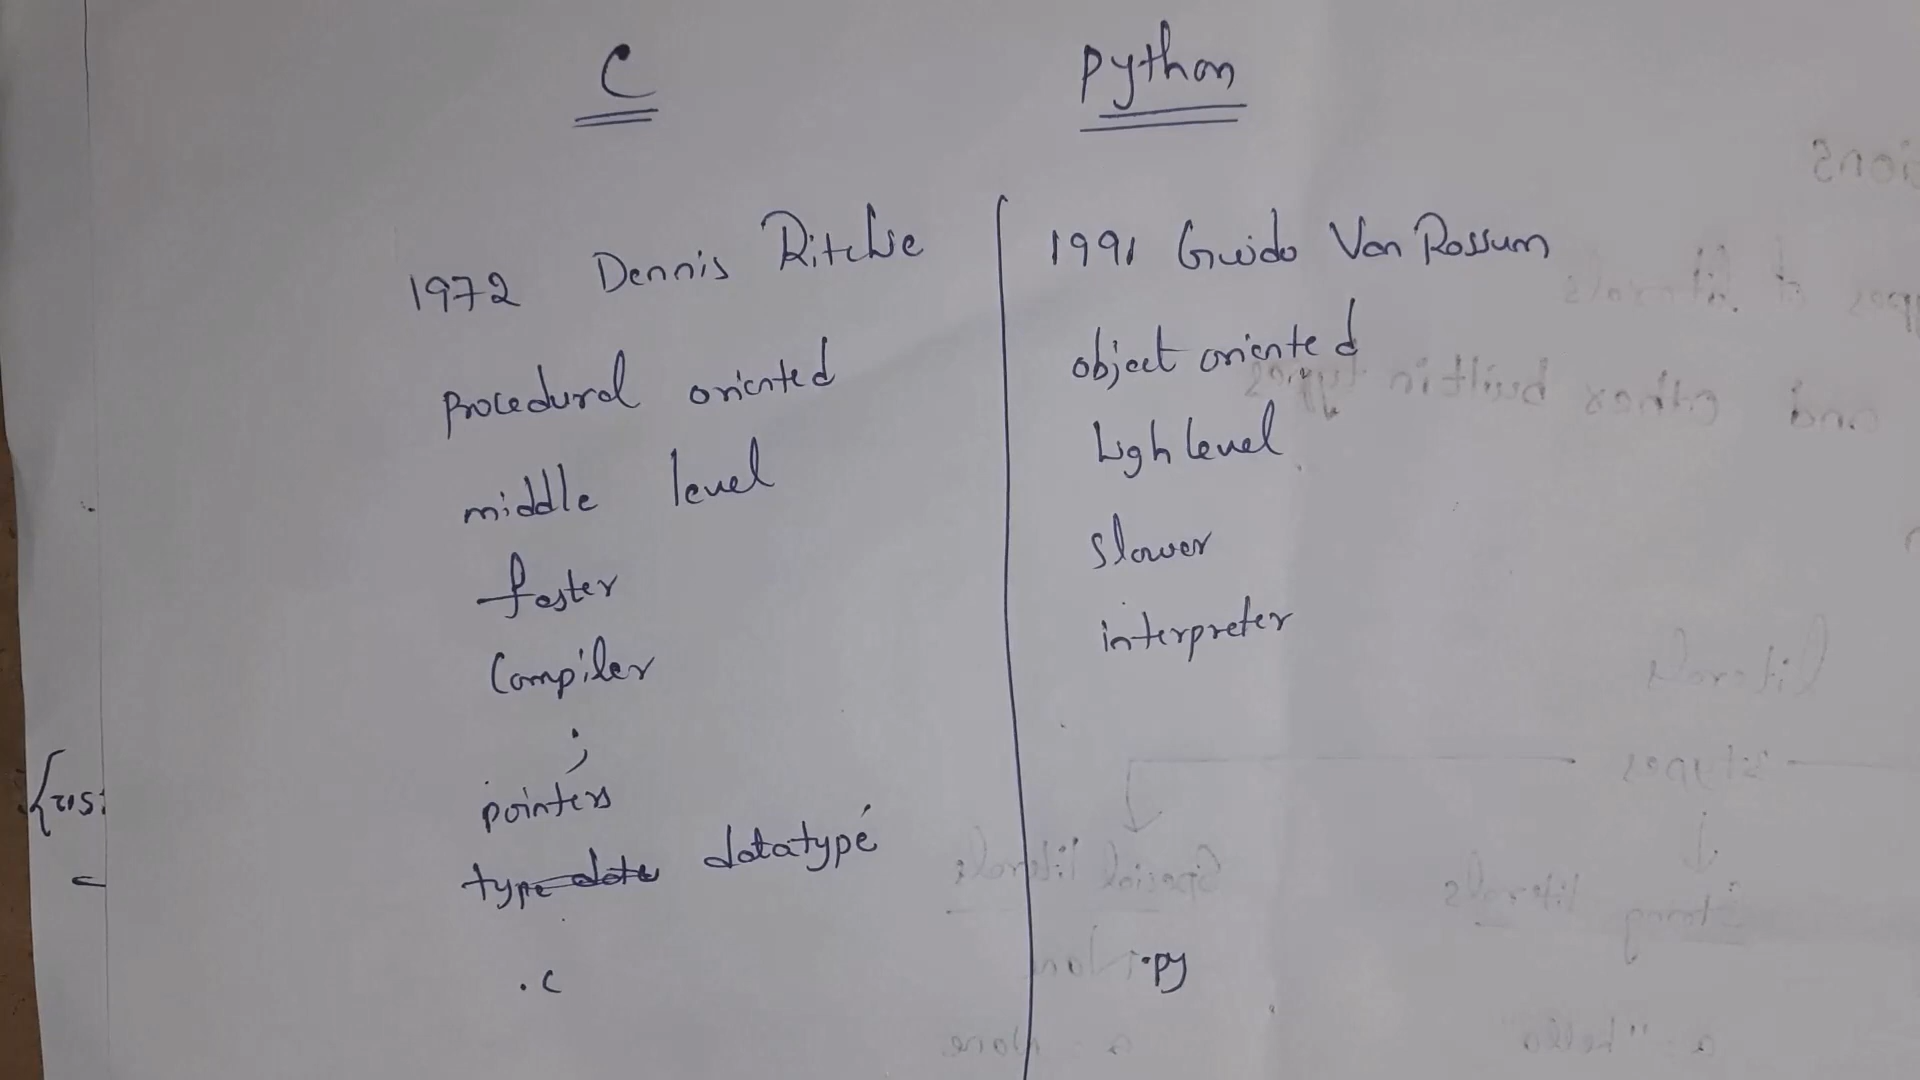 C
python
1972 Dennis Ritchie
1991 Guido Van Rossum
Procedural oriented
object oriented
middle level
high level
faster
slower
Compiler
interpreter
;
pointers
type data datatype
.c
.py